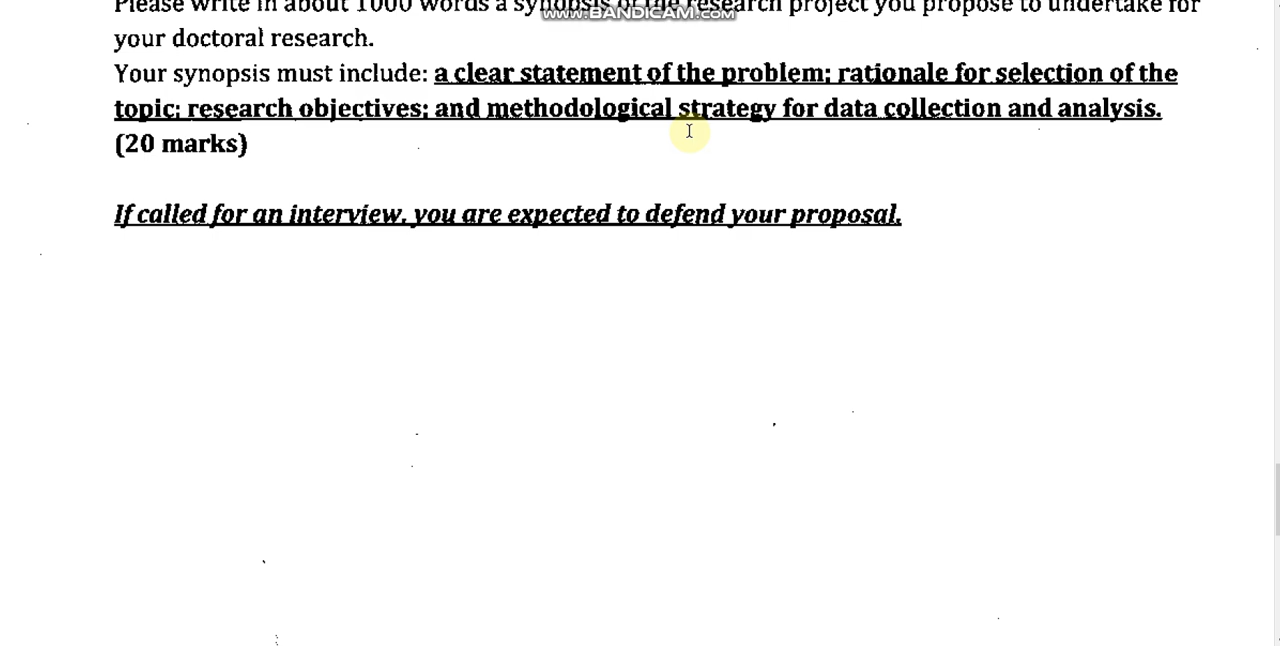 Please write in about 1000 words a synopsis of the research project you propose to undertake for
www.BANDICAM.com
your doctoral research.
Your synopsis must include: a clear statement of the problem; rationale for selection of the
topic; research objectives; and methodological strategy for data collection and analysis.
(20 marks)
If called for an interview, you are expected to defend your proposal.